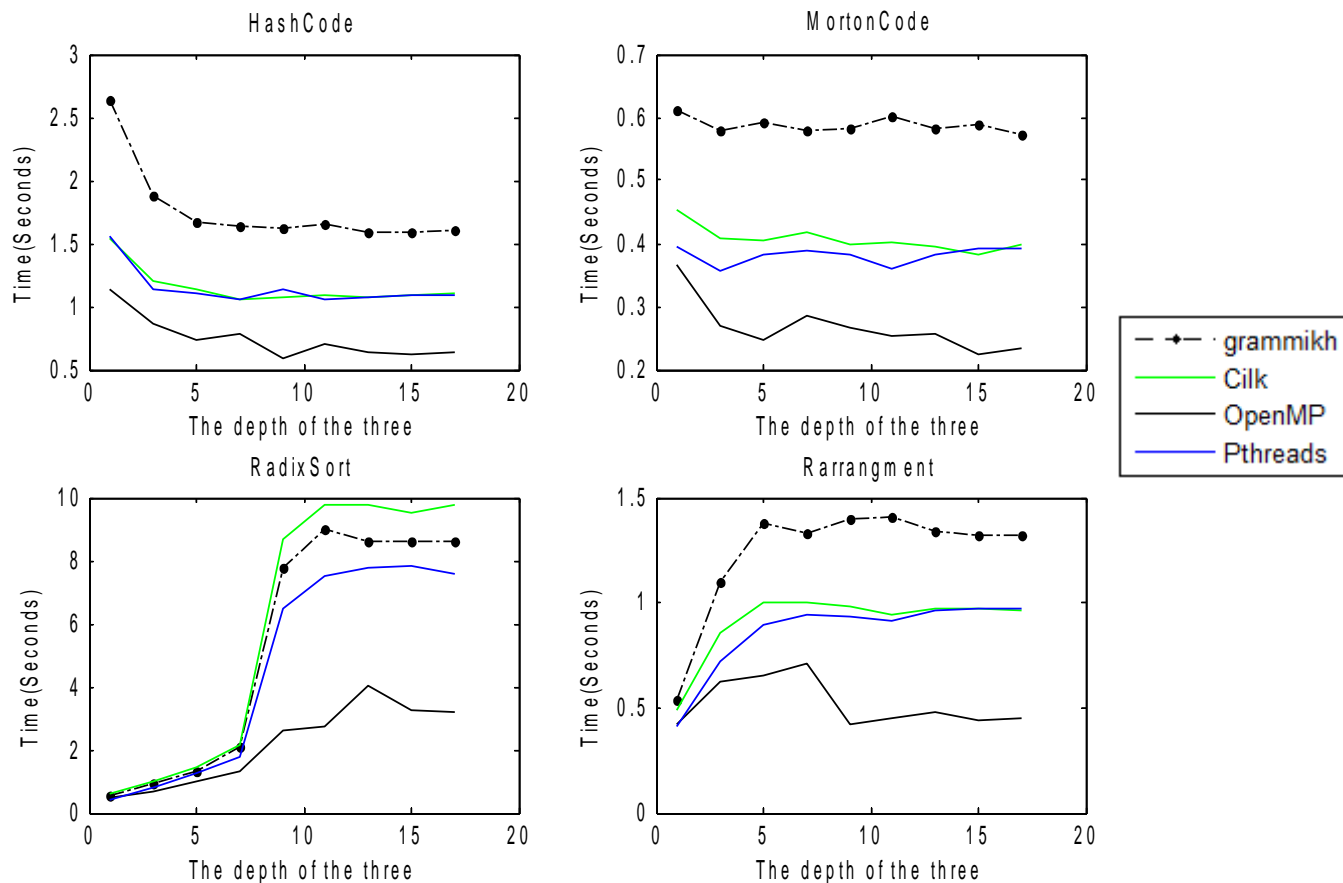 HashCode
3
2.5
2
1.5
1
0.5
0
5
10
15
20
Time(Seconds)
The depth of the three
MortonCode
0.7
0.6
0.5
0.4
0.3
0.2
0
5
10
15
20
Time(Seconds)
The depth of the three
grammikh
Cilk
OpenMP
Pthreads
RadixSort
10
8
6
4
2
0
0
5
10
15
20
Time(Seconds)
The depth of the three
Rarrangment
1.5
1
0.5
0
0
5
10
15
20
Time(Seconds)
The depth of the three